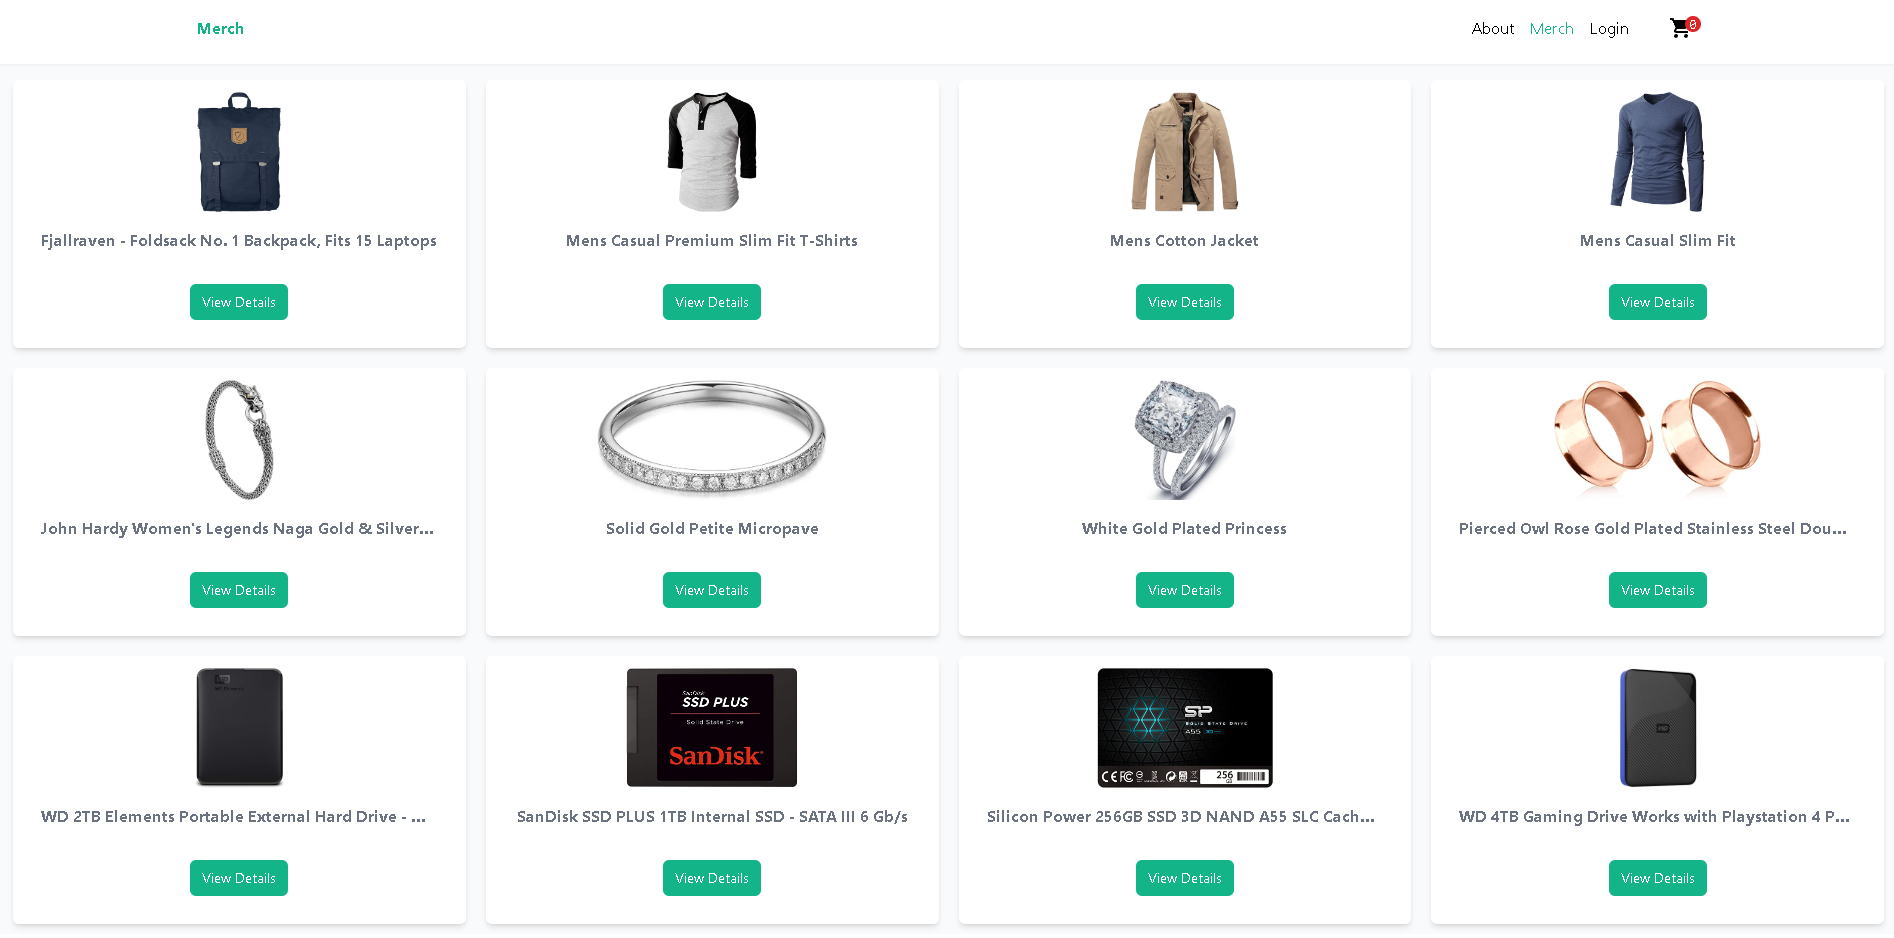 Merch
About Merch Login 0
Fjallraven - Foldsack No. 1 Backpack, Fits 15 Laptops
Mens Casual Premium Slim Fit T-Shirts
Mens Cotton Jacket
Mens Casual Slim Fit
View Details
View Details
View Details
View Details
John Hardy Women's Legends Naga Gold & Silver...
Solid Gold Petite Micropave
White Gold Plated Princess
Pierced Owl Rose Gold Plated Stainless Steel Dou...
View Details
View Details
View Details
View Details
SanDisk
SSD PLUS
Solid State Drive
SanDisk
SP
SOLID STATE DRIVE
A55
256
GB
WD
WD 2TB Elements Portable External Hard Drive - ...
SanDisk SSD PLUS 1TB Internal SSD - SATA III 6 Gb/s
Silicon Power 256GB SSD 3D NAND A55 SLC Cach...
WD 4TB Gaming Drive Works with Playstation 4 P...
View Details
View Details
View Details
View Details